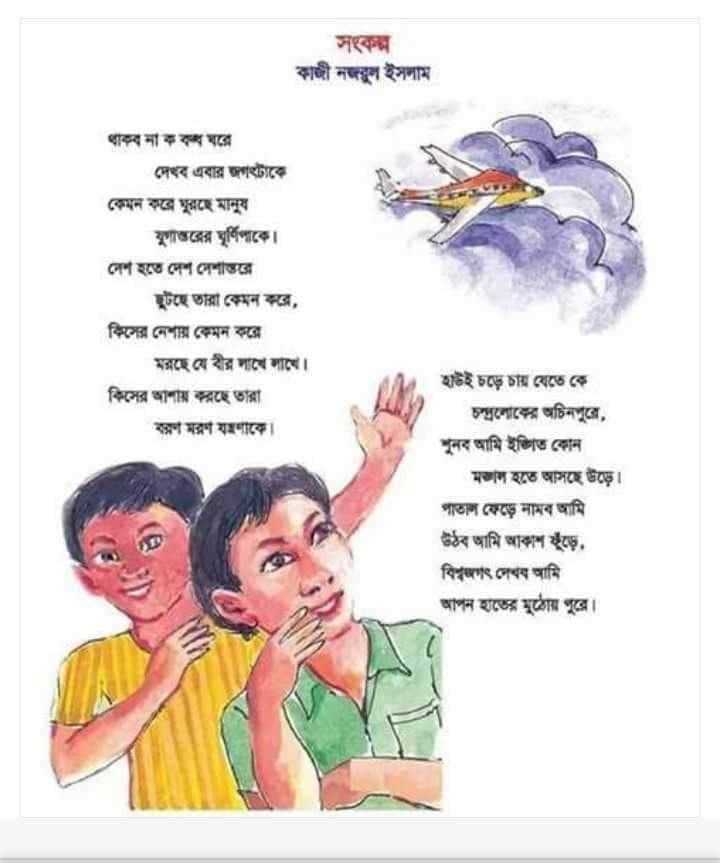 সংকল্প
কাজী নজরুল ইসলাম
থাকব না ক বদ্ধ ঘরে
দেখব এবার জগৎটাকে
কেমন করে ঘুরছে মানুষ
যুগান্তরের ঘূর্ণিপাকে।
দেশ হতে দেশ দেশান্তরে
ছুটছে তারা কেমন করে,
কিসের নেশায় কেমন করে
মরছে যে বীর লাখে লাখে।
কিসের আশায় করছে তারা
বরণ মরণ যন্ত্রণাকে।
হাউই চড়ে চায় যেতে কে
চন্দ্রলোকের অচিনপুরে,
শুনব আমি ইঙ্গিত কোন
মঙ্গল হতে আসছে উড়ে।
পাতাল ফেড়ে নামব আমি
উঠব আমি আকাশ ফুঁড়ে,
বিশ্বজগৎ দেখব আমি
আপন হাতের মুঠোয় পুরে।